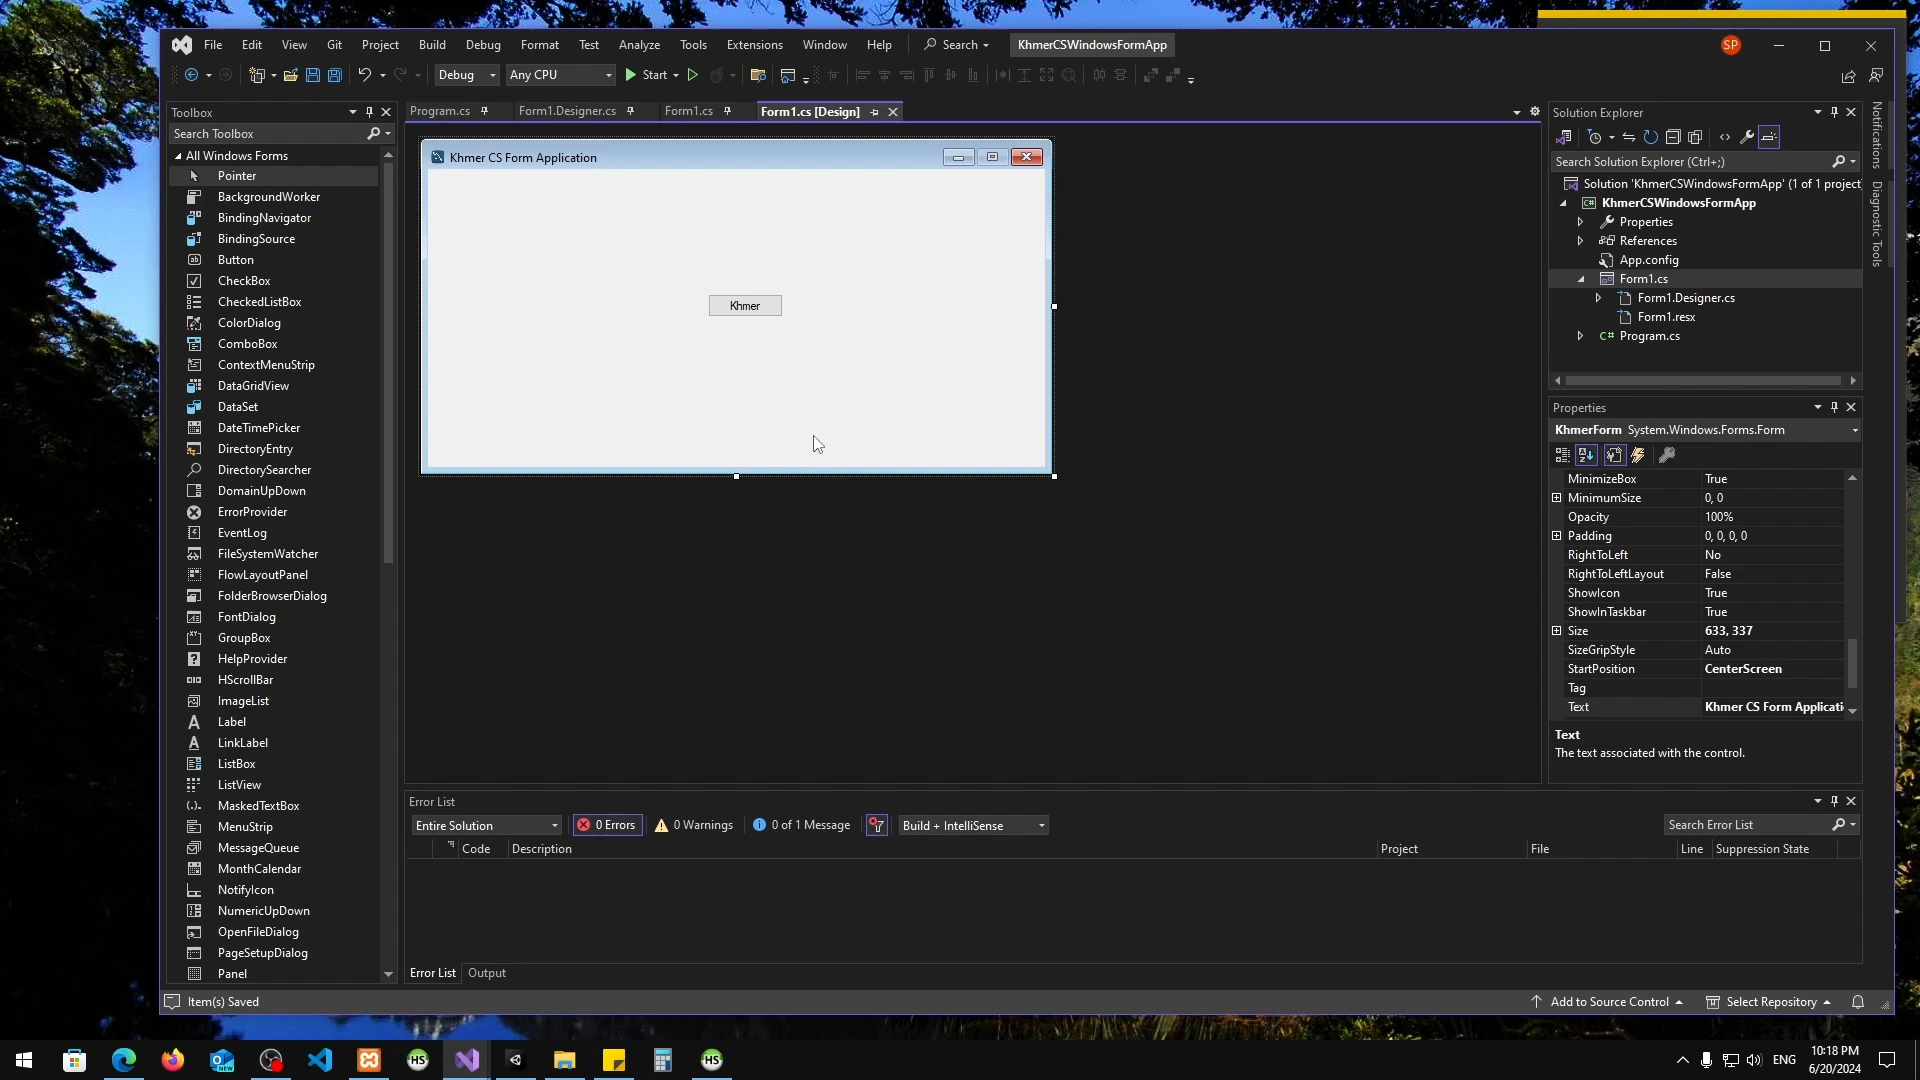 File Edit View Git Project Build Debug Format Test Analyze Tools Extensions Window Help Search KhmerCSWindowsFormApp SP
Debug Any CPU Start
Toolbox
Search Toolbox
All Windows Forms
Pointer
BackgroundWorker
BindingNavigator
BindingSource
Button
CheckBox
CheckedListBox
ColorDialog
ComboBox
ContextMenuStrip
DataGridView
DataSet
DateTimePicker
DirectoryEntry
DirectorySearcher
DomainUpDown
ErrorProvider
EventLog
FileSystemWatcher
FlowLayoutPanel
FolderBrowserDialog
FontDialog
GroupBox
HelpProvider
HScrollBar
ImageList
Label
LinkLabel
ListBox
ListView
MaskedTextBox
MenuStrip
MessageQueue
MonthCalendar
NotifyIcon
NumericUpDown
OpenFileDialog
PageSetupDialog
Panel
Program.cs Form1.Designer.cs Form1.cs Form1.cs [Design]
Khmer CS Form Application
Khmer
Solution Explorer
Search Solution Explorer (Ctrl+;)
Solution 'KhmerCSWindowsFormApp' (1 of 1 project
KhmerCSWindowsFormApp
Properties
References
App.config
Form1.cs
Form1.Designer.cs
Form1.resx
C# Program.cs
Notifications
Diagnostic Tools
Properties
KhmerForm System.Windows.Forms.Form
MinimizeBox True
MinimumSize 0, 0
Opacity 100%
Padding 0, 0, 0, 0
RightToLeft No
RightToLeftLayout False
ShowIcon True
ShowInTaskbar True
Size 633, 337
SizeGripStyle Auto
StartPosition CenterScreen
Tag
Text Khmer CS Form Applicati
Text
The text associated with the control.
Error List
Entire Solution 0 Errors 0 Warnings 0 of 1 Message Build + IntelliSense Search Error List
Code Description Project File Line Suppression State
Error List Output
Item(s) Saved Add to Source Control Select Repository
HS HS ENG 10:18 PM
6/20/2024